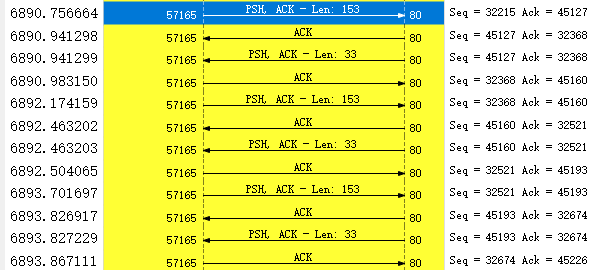 6890.756664 57165 PSH, ACK - Len: 153 80 Seq = 32215 Ack = 45127
6890.941298 57165 ACK 80 Seq = 45127 Ack = 32368
6890.941299 57165 PSH, ACK - Len: 33 80 Seq = 45127 Ack = 32368
6890.983150 57165 ACK 80 Seq = 32368 Ack = 45160
6892.174159 57165 PSH, ACK - Len: 153 80 Seq = 32368 Ack = 45160
6892.463202 57165 ACK 80 Seq = 45160 Ack = 32521
6892.463203 57165 PSH, ACK - Len: 33 80 Seq = 45160 Ack = 32521
6892.504065 57165 ACK 80 Seq = 32521 Ack = 45193
6893.701697 57165 PSH, ACK - Len: 153 80 Seq = 32521 Ack = 45193
6893.826917 57165 ACK 80 Seq = 45193 Ack = 32674
6893.827229 57165 PSH, ACK - Len: 33 80 Seq = 45193 Ack = 32674
6893.867111 57165 ACK 80 Seq = 32674 Ack = 45226